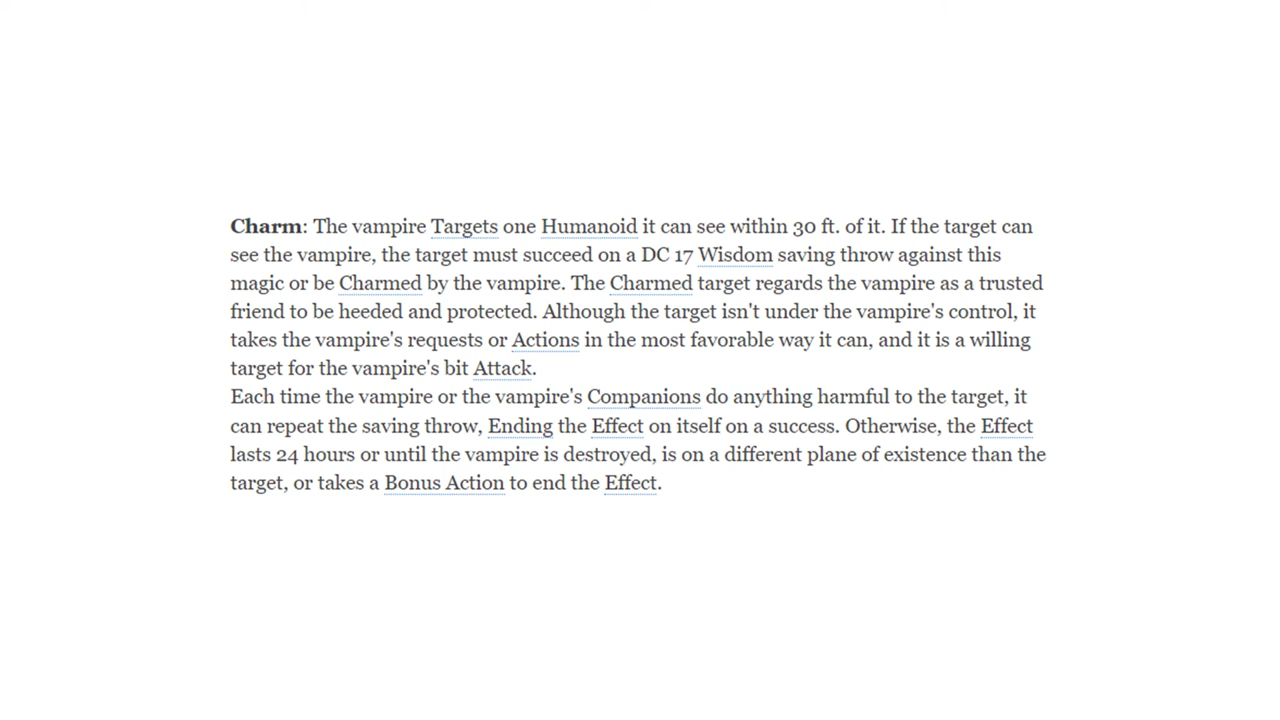 Charm: The vampire Targets one Humanoid it can see within 30 ft. of it. If the target can
see the vampire, the target must succeed on a DC 17 Wisdom saving throw against this
magic or be Charmed by the vampire. The Charmed target regards the vampire as a trusted
friend to be heeded and protected. Although the target isn't under the vampire's control, it
takes the vampire's requests or Actions in the most favorable way it can, and it is a willing
target for the vampire's bit Attack.
Each time the vampire or the vampire's Companions do anything harmful to the target, it
can repeat the saving throw, Ending the Effect on itself on a success. Otherwise, the Effect
lasts 24 hours or until the vampire is destroyed, is on a different plane of existence than the
target, or takes a Bonus Action to end the Effect.